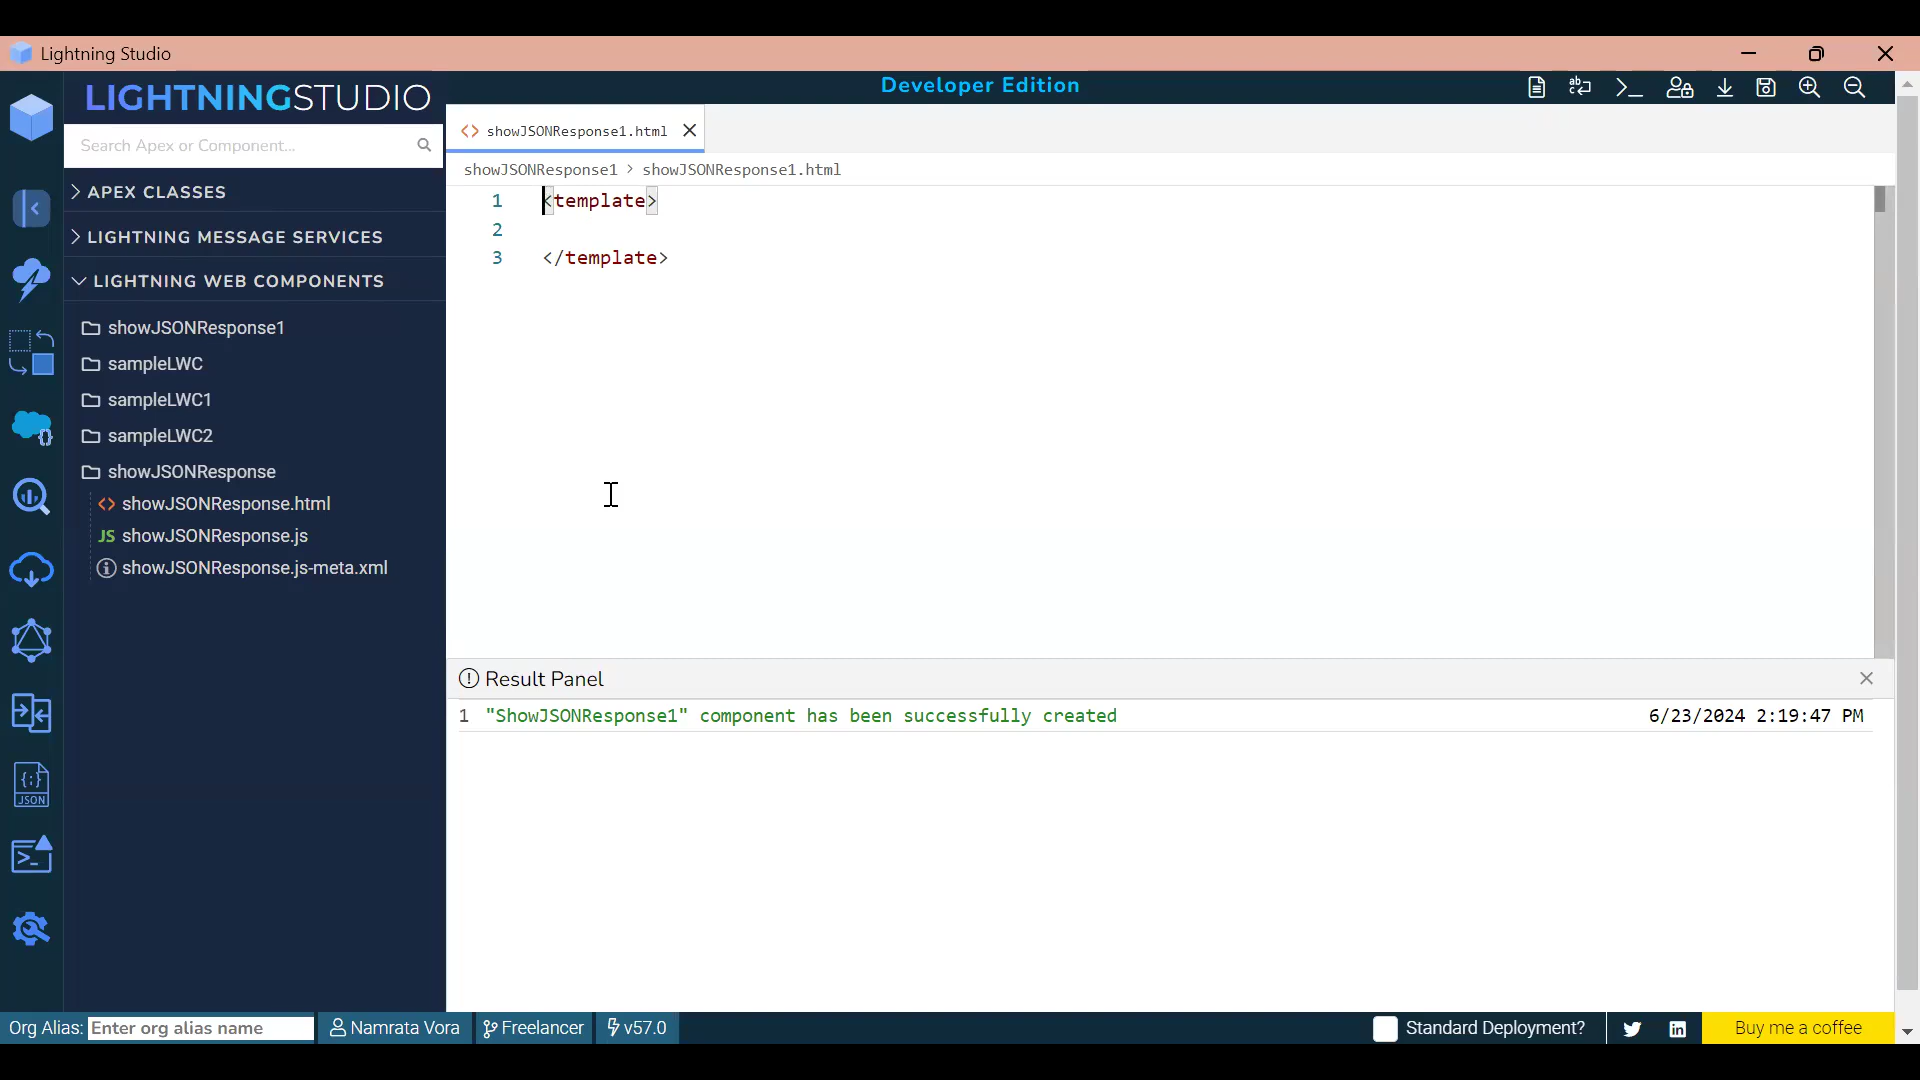 Lightning Studio
LIGHTNINGSTUDIO
Developer Edition
Search Apex or Component...
APEX CLASSES
LIGHTNING MESSAGE SERVICES
LIGHTNING WEB COMPONENTS
showJSONResponse1
sampleLWC
sampleLWC1
sampleLWC2
showJSONResponse
<> showJSONResponse.html
JS showJSONResponse.js
showJSONResponse.js-meta.xml
{;}
JSON
<> showJSONResponse1.html
showJSONResponse1 > showJSONResponse1.html
1 <template>
2
3 </template>
Result Panel
1 "ShowJSONResponse1" component has been successfully created 6/23/2024 2:19:47 PM
Org Alias: Enter org alias name Namrata Vora Freelancer v57.0 Standard Deployment? in Buy me a coffee